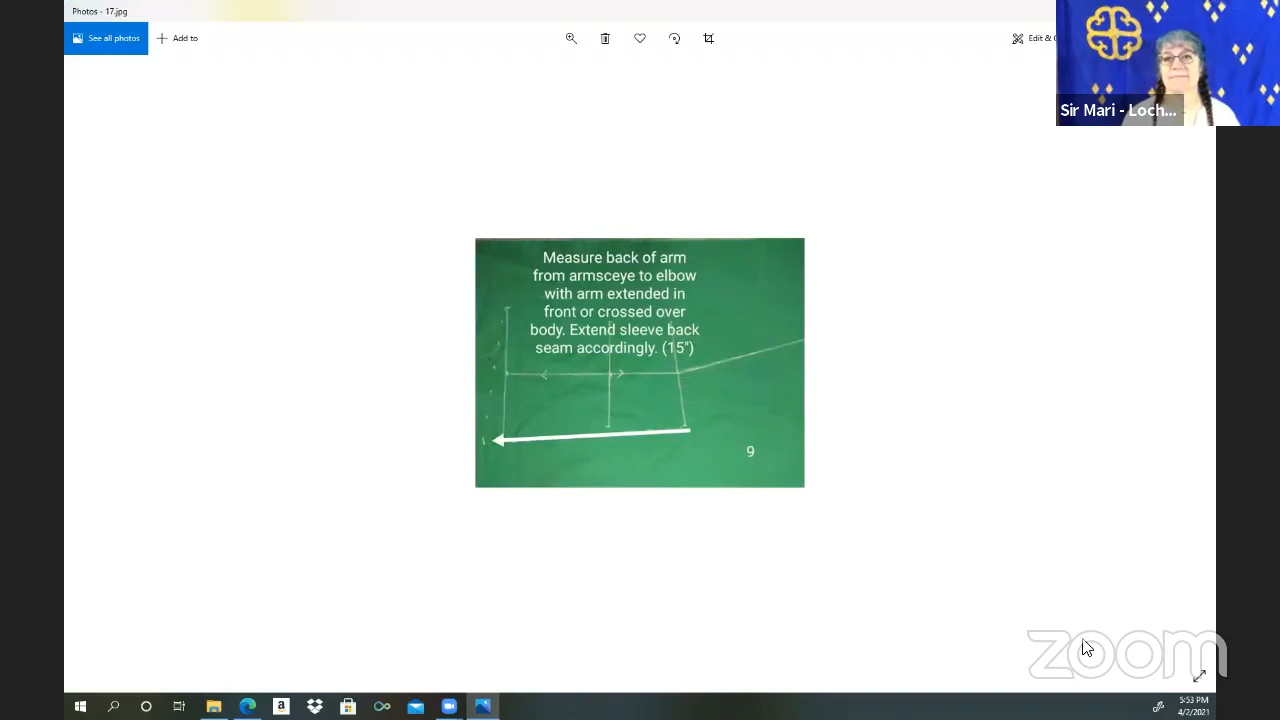 Photos - 17.jpg
See all photos
Add to
Edit & C
Sir Mari - Loch...
Measure back of arm
from armsceye to elbow
with arm extended in
front or crossed over
body. Extend sleeve back
seam accordingly. (15")
9
zoom
5:53 PM
4/2/2021